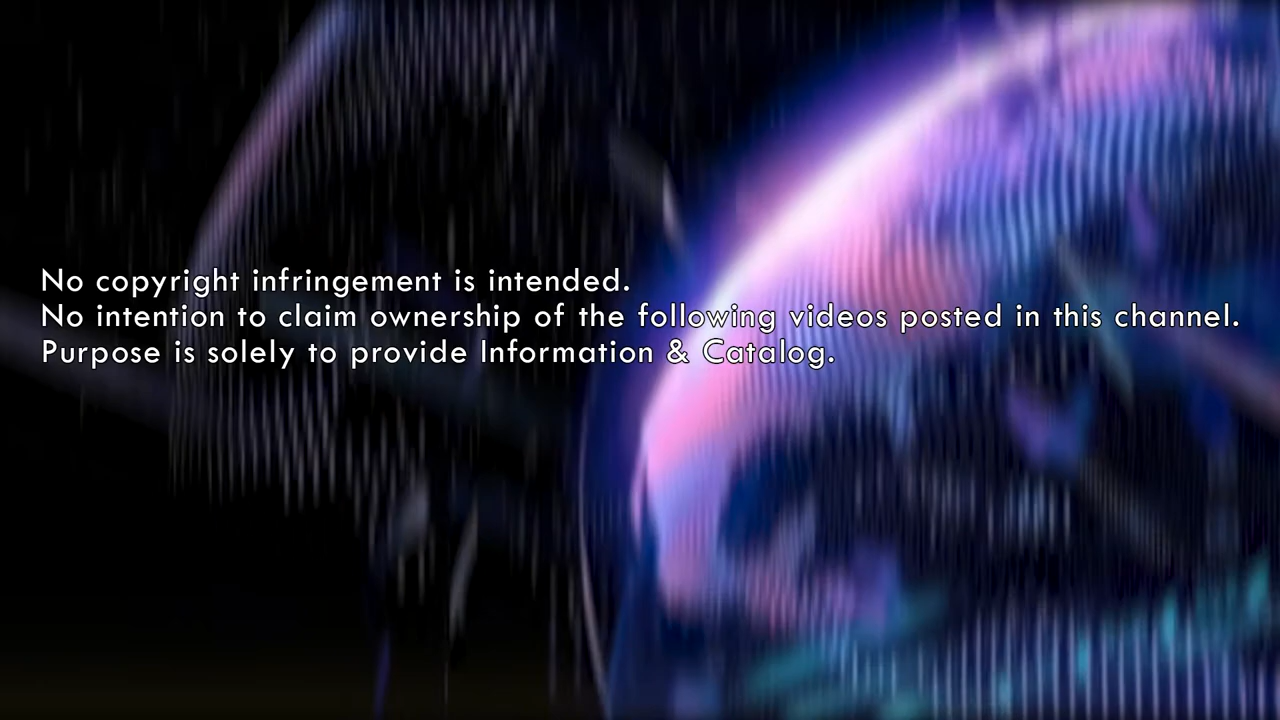 No copyright infringement is intended.
No intention to claim ownership of the following videos posted in this channel.
Purpose is solely to provide Information & Catalog.